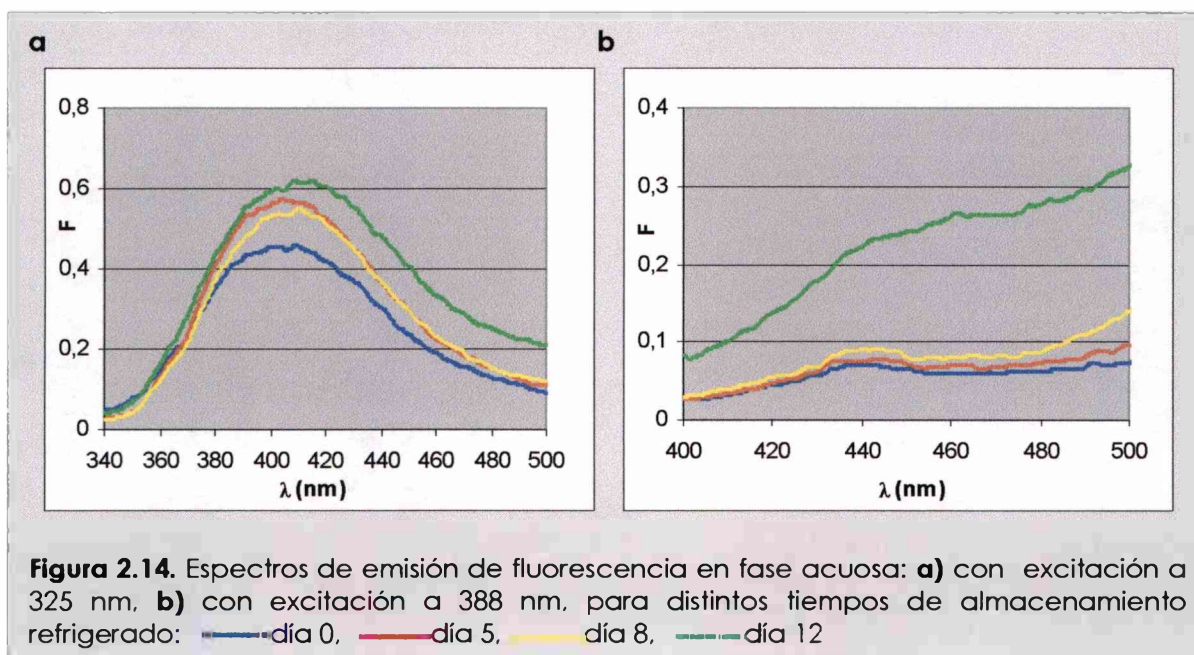 a
b
0,8
0,6
0,4
0,2
0
F
340 360 380 400 420 440 460 480 500
λ (nm)
0,4
0,3
0,2
0,1
0
F
400 420 440 460 480 500
λ (nm)
Figura 2.14. Espectros de emisión de fluorescencia en fase acuosa: a) con excitación a
325 nm, b) con excitación a 388 nm, para distintos tiempos de almacenamiento
refrigerado: día 0, día 5, día 8, día 12